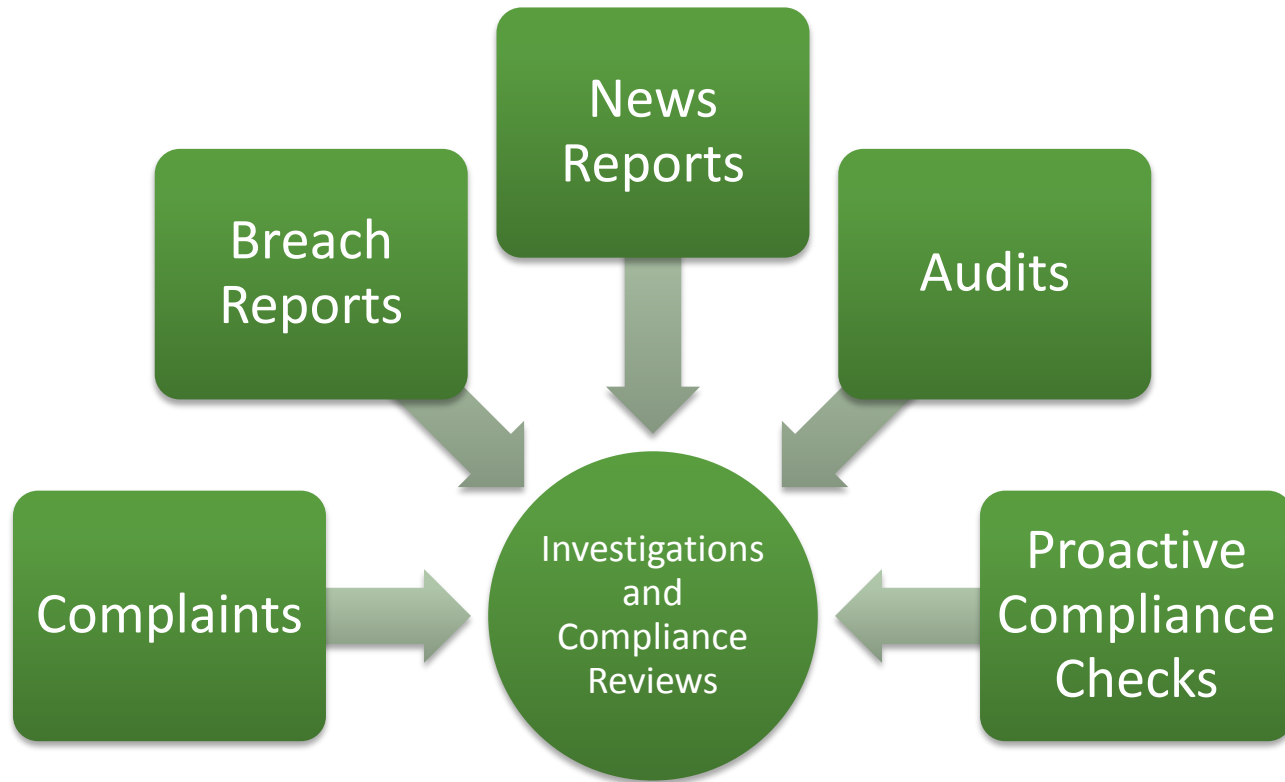 News
Reports
Breach
Reports
Audits
Complaints
Investigations
and
Compliance
Reviews
Proactive
Compliance
Checks